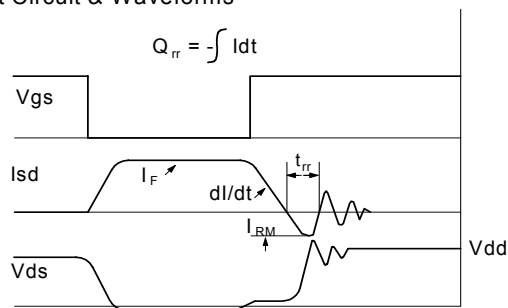 t Circuit & Waveforms
Q rr = -∫ Idt
Vgs
Isd
I F
dI/dt
t rr
I RM
Vds
Vdd